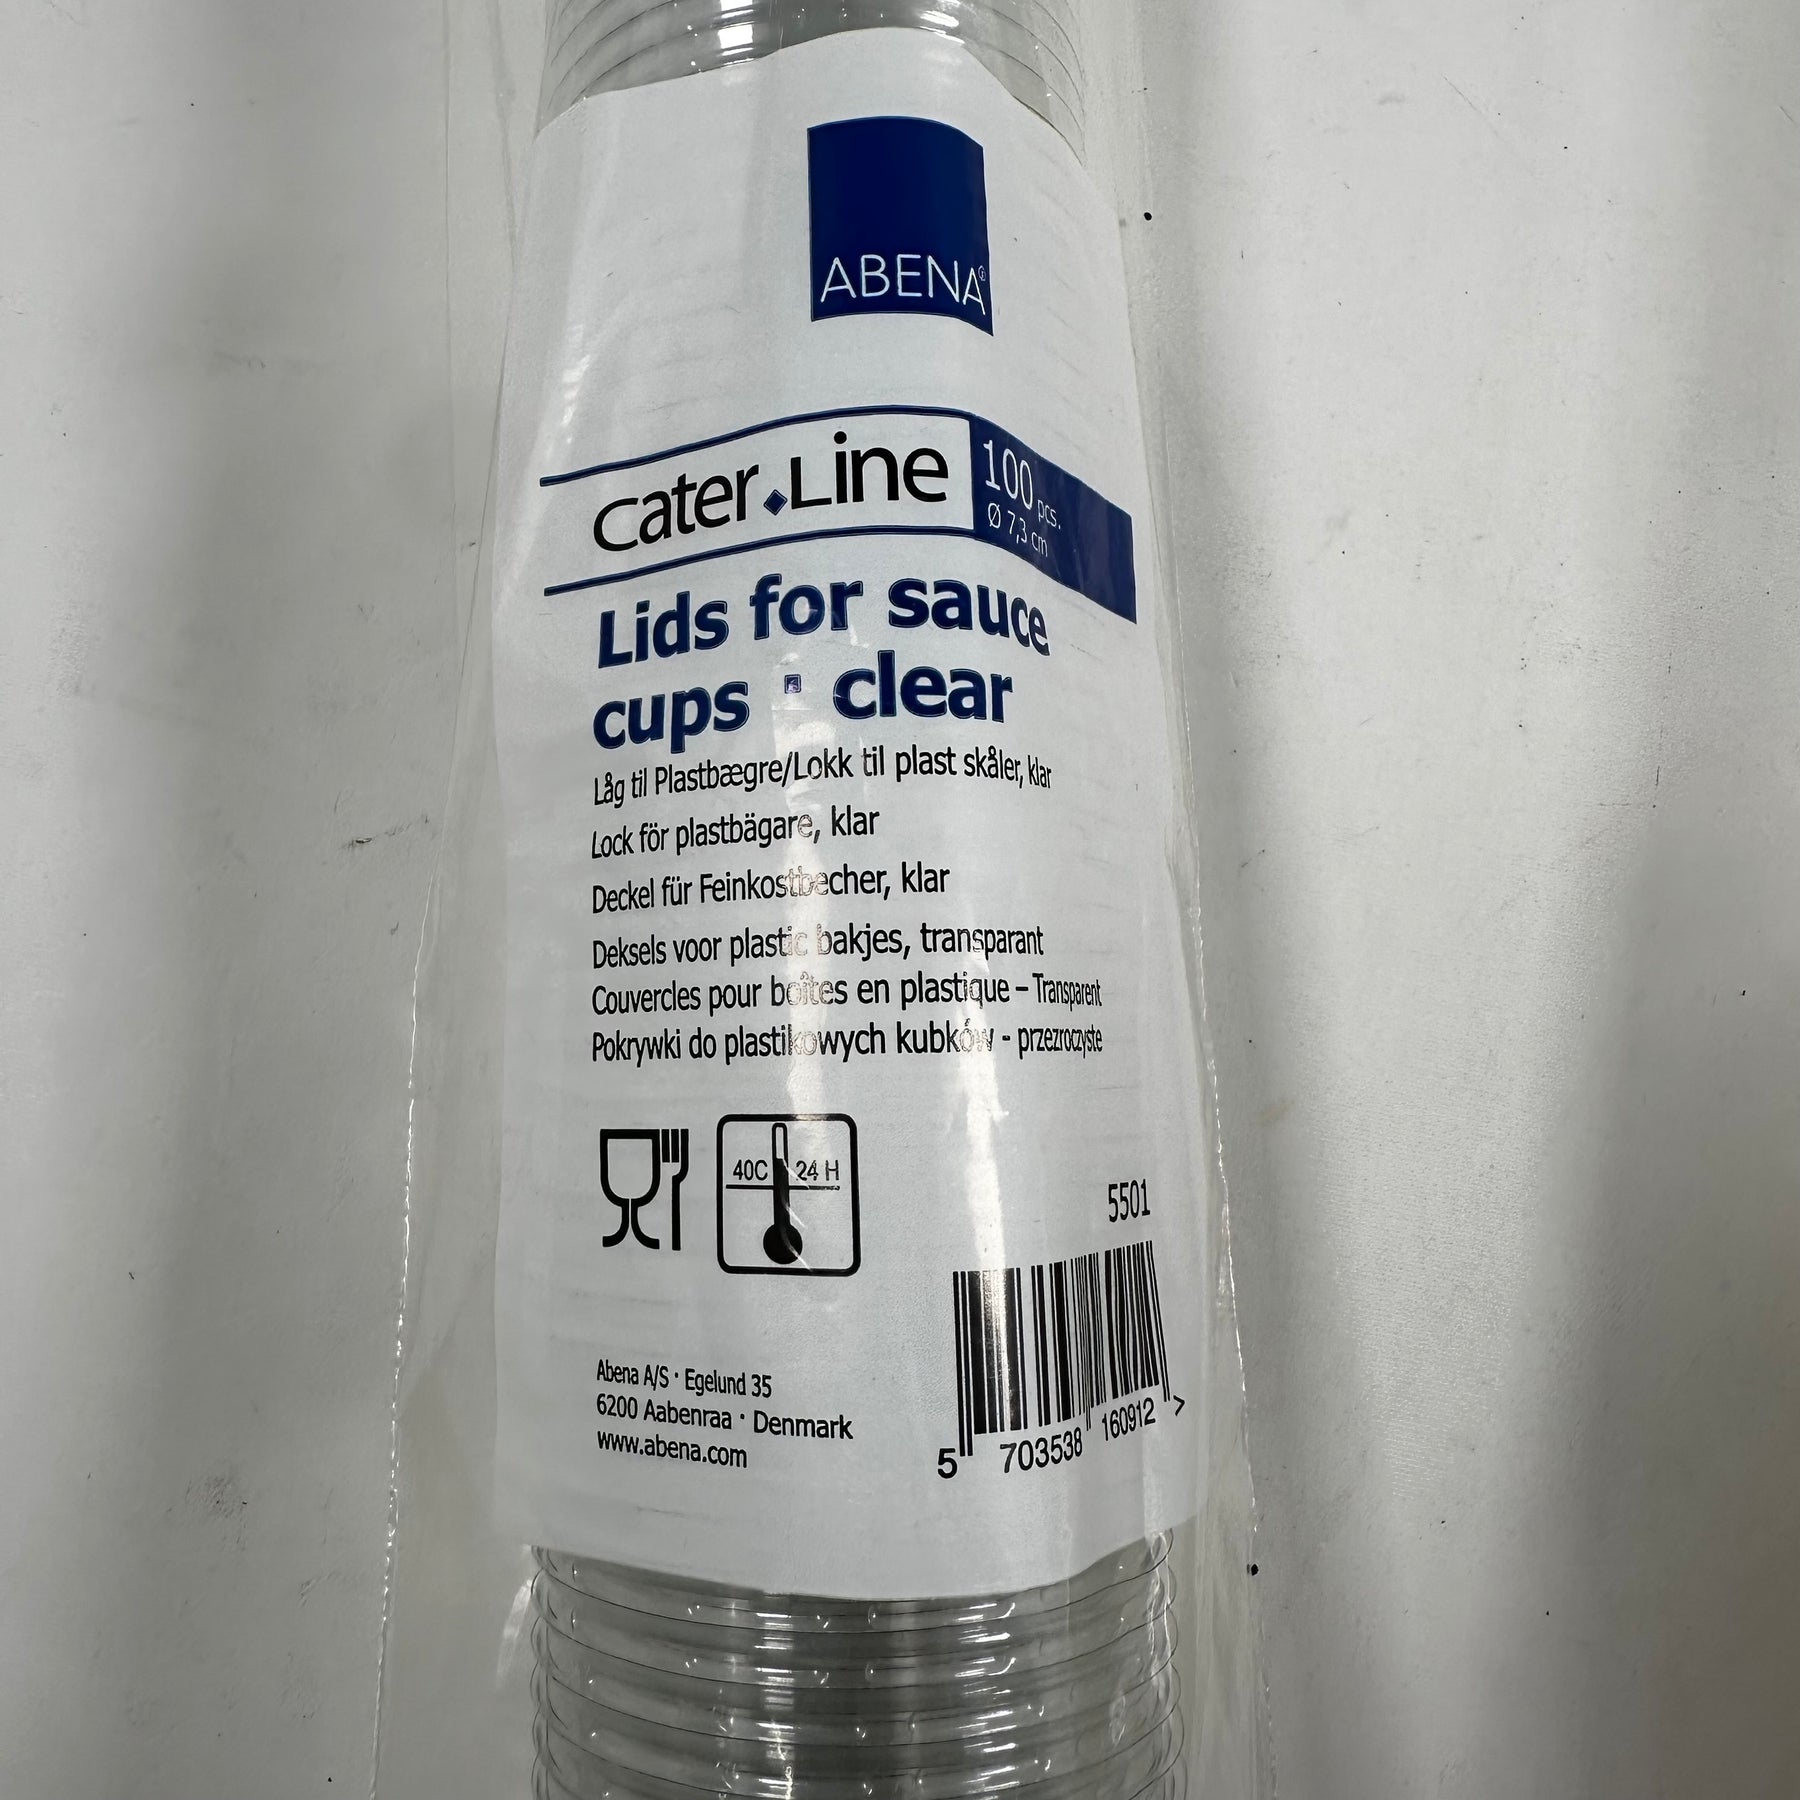 ABENA®
Cater Line
100 pcs.
Ø 7,3 cm
Lids for sauce
cups · clear
Låg til Plastbægre/Lokk til plast skåler, klar
Lock för plastbägare, klar
Deckel für Feinkostbecher, klar
Deksels voor plastic bakjes, transparant
Couvercles pour boîtes en plastique – Transparent
Pokrywki do plastikowych kubków - przezroczyste
40C 24 H
5501
Abena A/S · Egelund 35
6200 Aabenraa · Denmark
www.abena.com
5 703538 160912 >